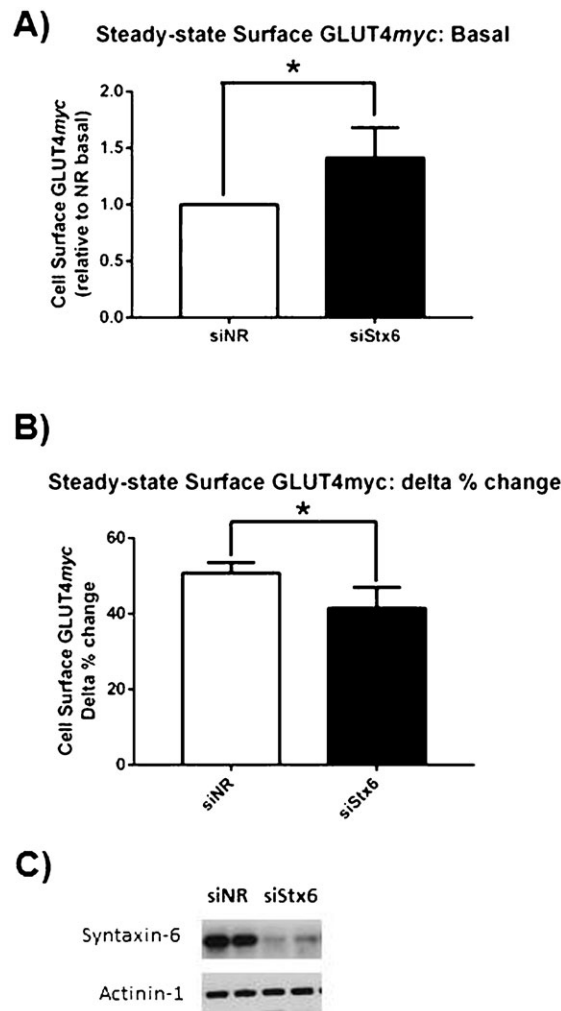 A)
Steady-state Surface GLUT4myc: Basal
*
Cell Surface GLUT4myc
(relative to NR basal)
2.0
1.5
1.0
0.5
0.0
siNR siStx6
B)
Steady-state Surface GLUT4myc: delta % change
*
Cell Surface GLUT4myc
Delta % change
60
40
20
0
siNR siStx6
C)
siNR siStx6
Syntaxin-6
Actinin-1